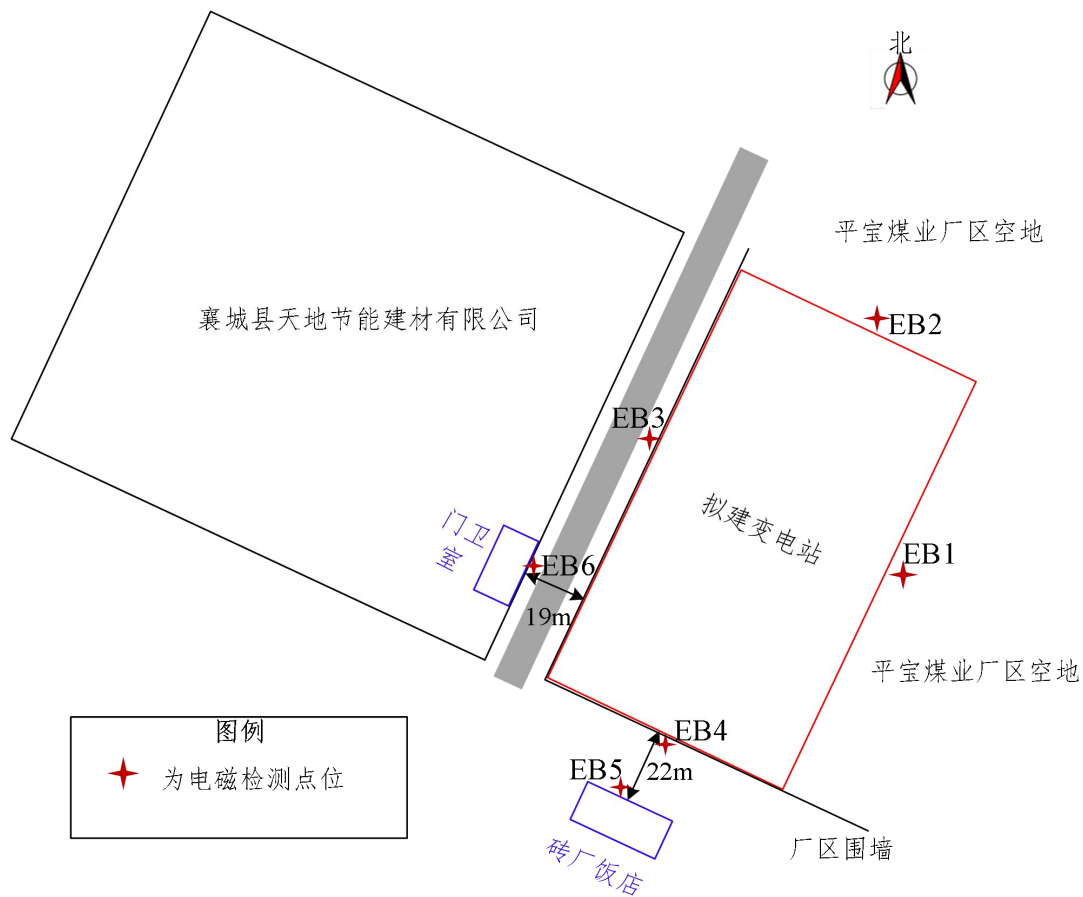 北
平宝煤业厂区空地
襄城县天地节能建材有限公司
EB2
EB3
拟建变电站
门卫
室
EB6
EB1
19m
平宝煤业厂区空地
图例
为电磁检测点位
EB4
EB5
22m
砖厂饭店
厂区围墙